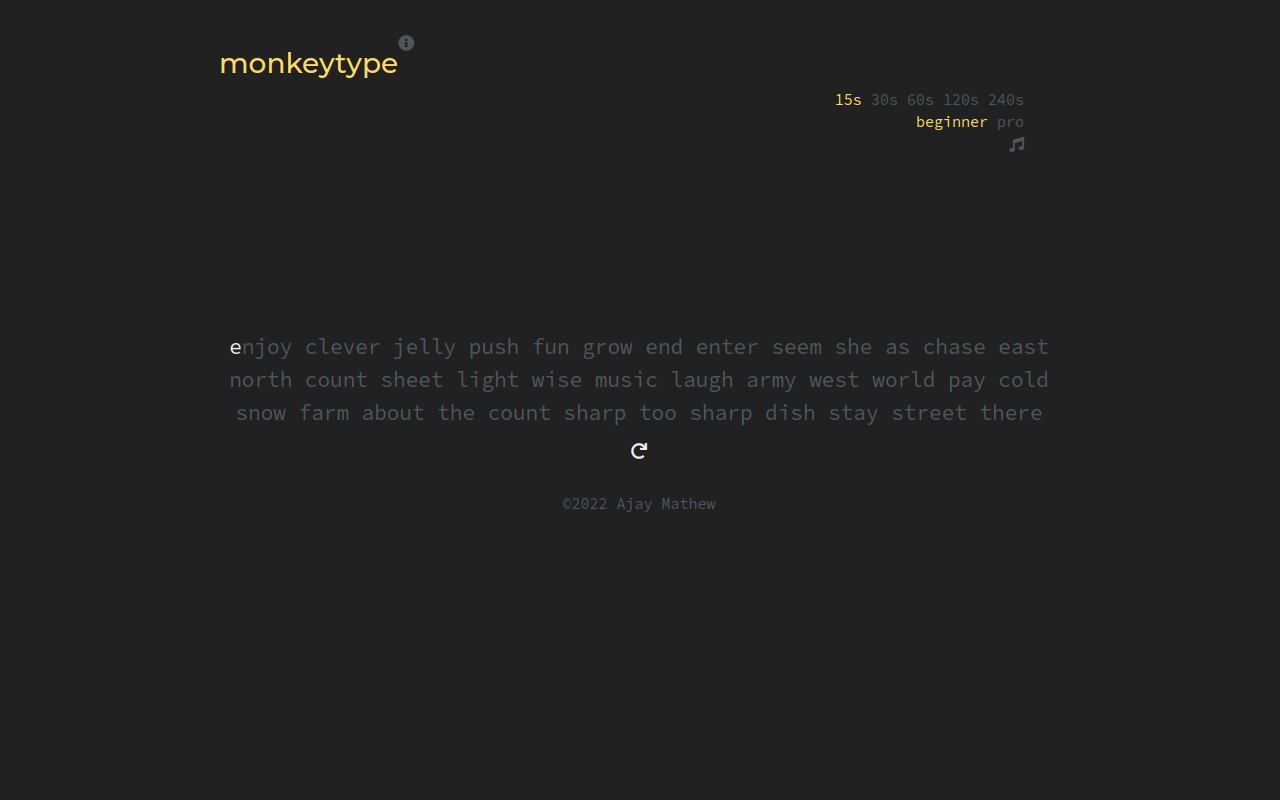 monkeytype
15s 30s 60s 120s 240s
beginner pro
enjoy clever jelly push fun grow end enter seem she as chase east
north count sheet light wise music laugh army west world pay cold
snow farm about the count sharp too sharp dish stay street there
©2022 Ajay Mathew